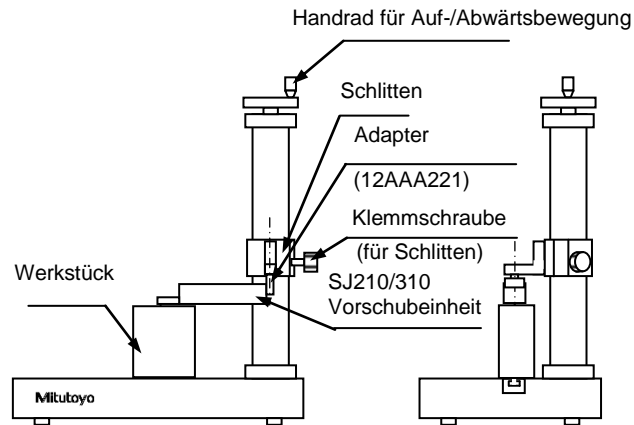 Handrad für Auf-/Abwärtsbewegung
Schlitten
Adapter
(12AAA221)
Klemmschraube
(für Schlitten)
Werkstück
SJ210/310
Vorschubeinheit
Mitutoyo